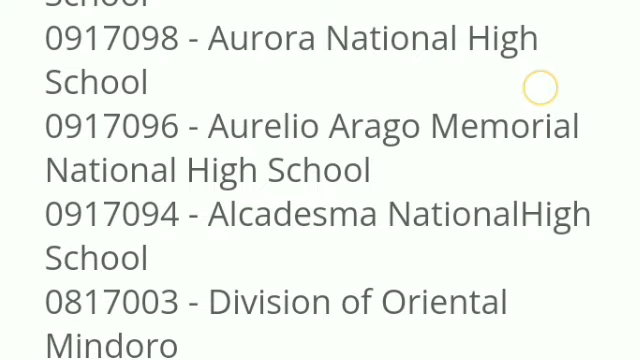 School
0917098 - Aurora National High
School
0917096 - Aurelio Arago Memorial
National High School
0917094 - Alcadesma NationalHigh
School
0817003 - Division of Oriental
Mindoro